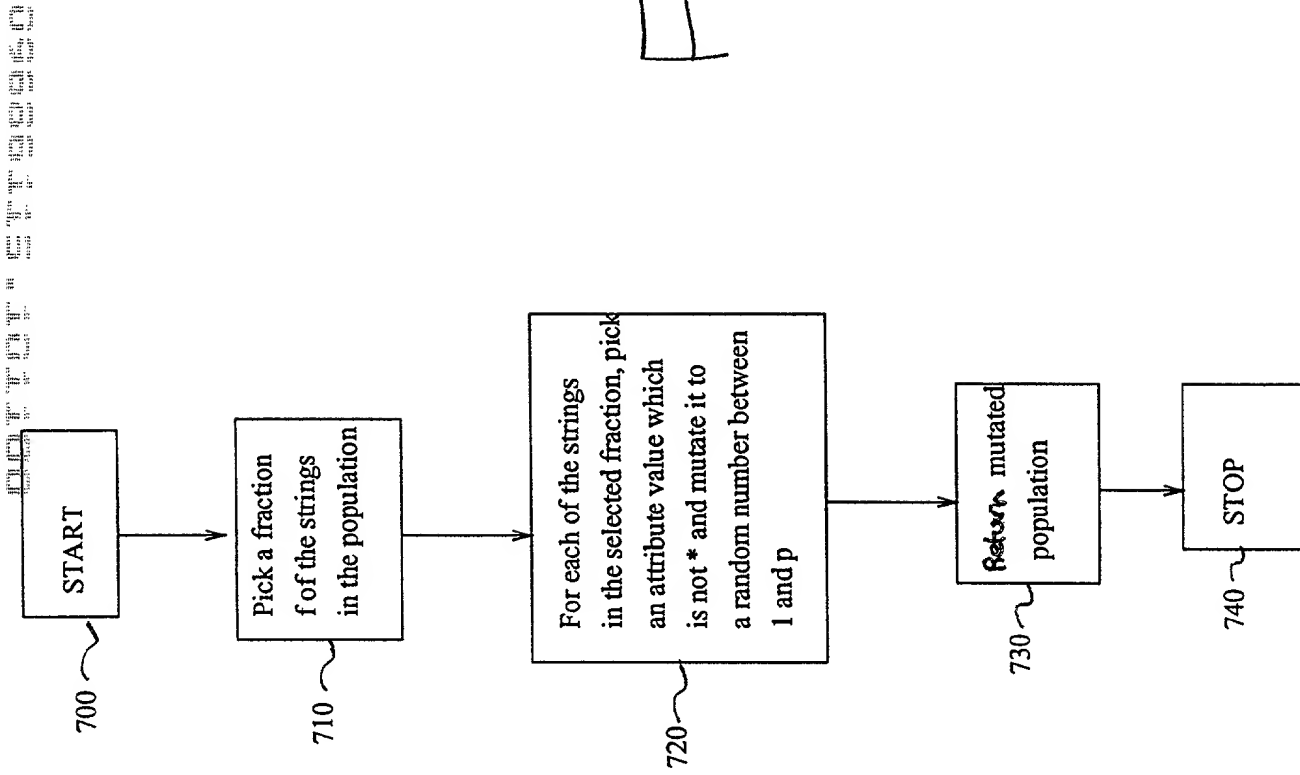 700
START
710
Pick a fraction
f of the strings
in the population
720
For each of the strings
in the selected fraction, pick
an attribute value which
is not * and mutate it to
a random number between
1 and p
730
Return mutated
population
740
STOP